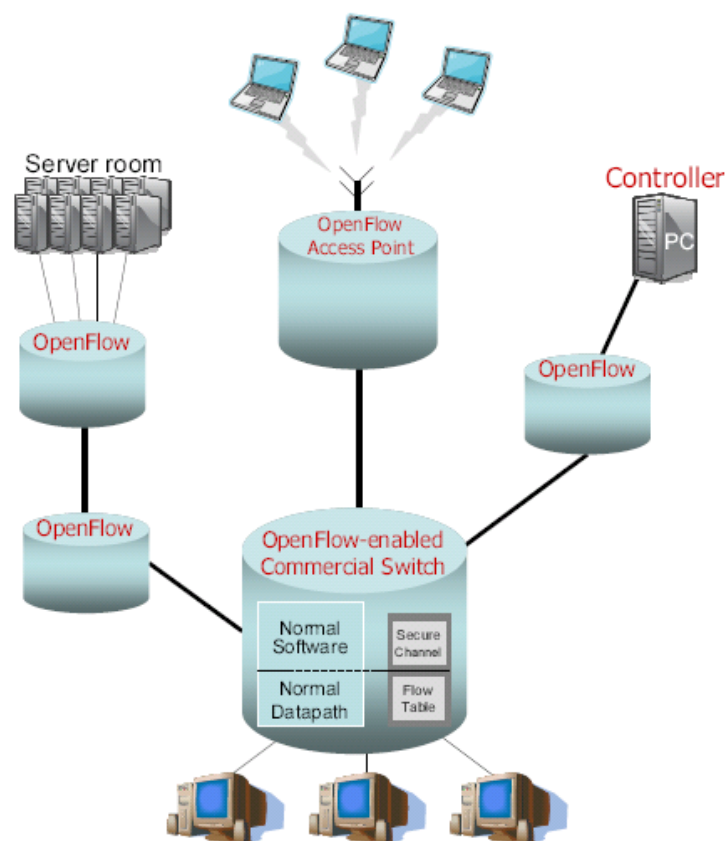 Server room
OpenFlow
Access Point
Controller
PC
OpenFlow
OpenFlow
OpenFlow
OpenFlow-enabled
Commercial Switch
Normal
Software
Secure
Channel
Normal
Datapath
Flow
Table